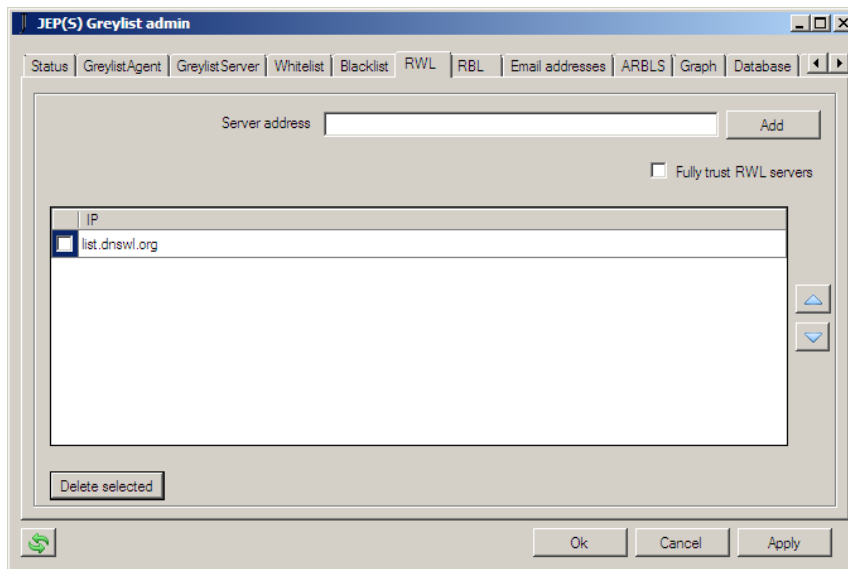 JEP(S) Greylist admin
Status GreylistAgent GreylistServer Whitelist Blacklist RWL RBL Email addresses ARBLS Graph Database
Server address Add
Fully trust RWL servers
IP
list.dnswl.org
Delete selected
Ok Cancel Apply